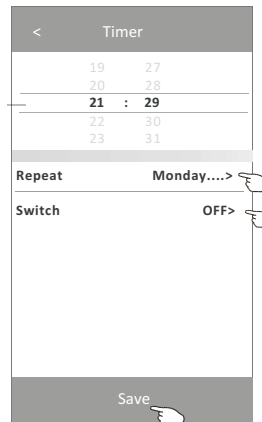 < Timer
19 27
20 28
21 : 29
22 30
23 31
Repeat Monday....>
Switch OFF>
Save